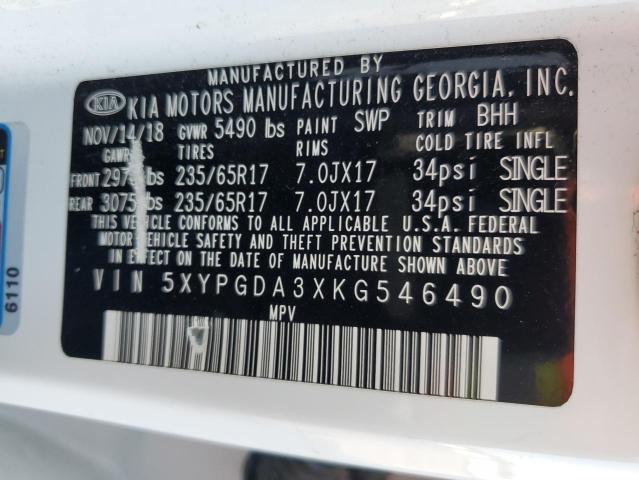 MANUFACTURED BY
KIA KIA MOTORS MANUFACTURING GEORGIA, INC.
NOV/14/18 GVWR 5490 lbs PAINT SWP TRIM BHH
GAWR TIRES RIMS COLD TIRE INFL
FRONT lbs 235/65R17 7.0JX17 34psi SINGLE
REAR 3075 lbs 235/65R17 7.0JX17 34psi SINGLE
THIS VEHICLE CONFORMS TO ALL APPLICABLE U.S.A. FEDERAL
MOTOR VEHICLE SAFETY AND THEFT PREVENTION STANDARDS
IN EFFECT ON THE DATE OF MANUFACTURE SHOWN ABOVE.
VIN 5XYPGDA3XKG546490
MPV
6110